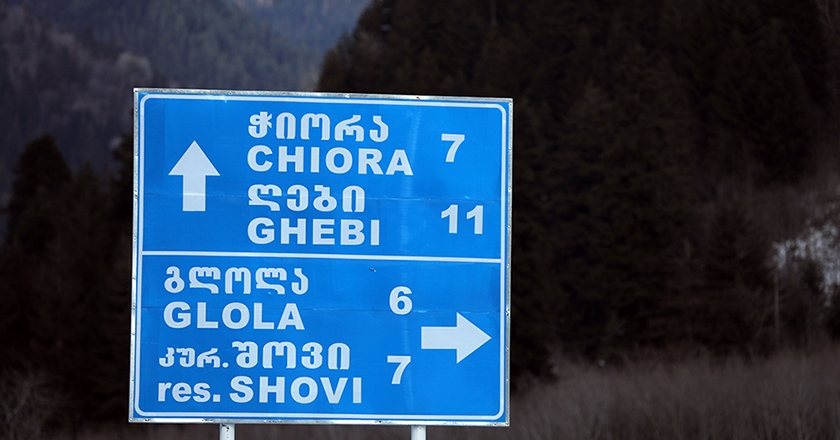 ჭიორა
CHIORA 7
ღები
GHEBI 11
გლოლა
GLOLA 6
კურ. შოვი
res. SHOVI 7